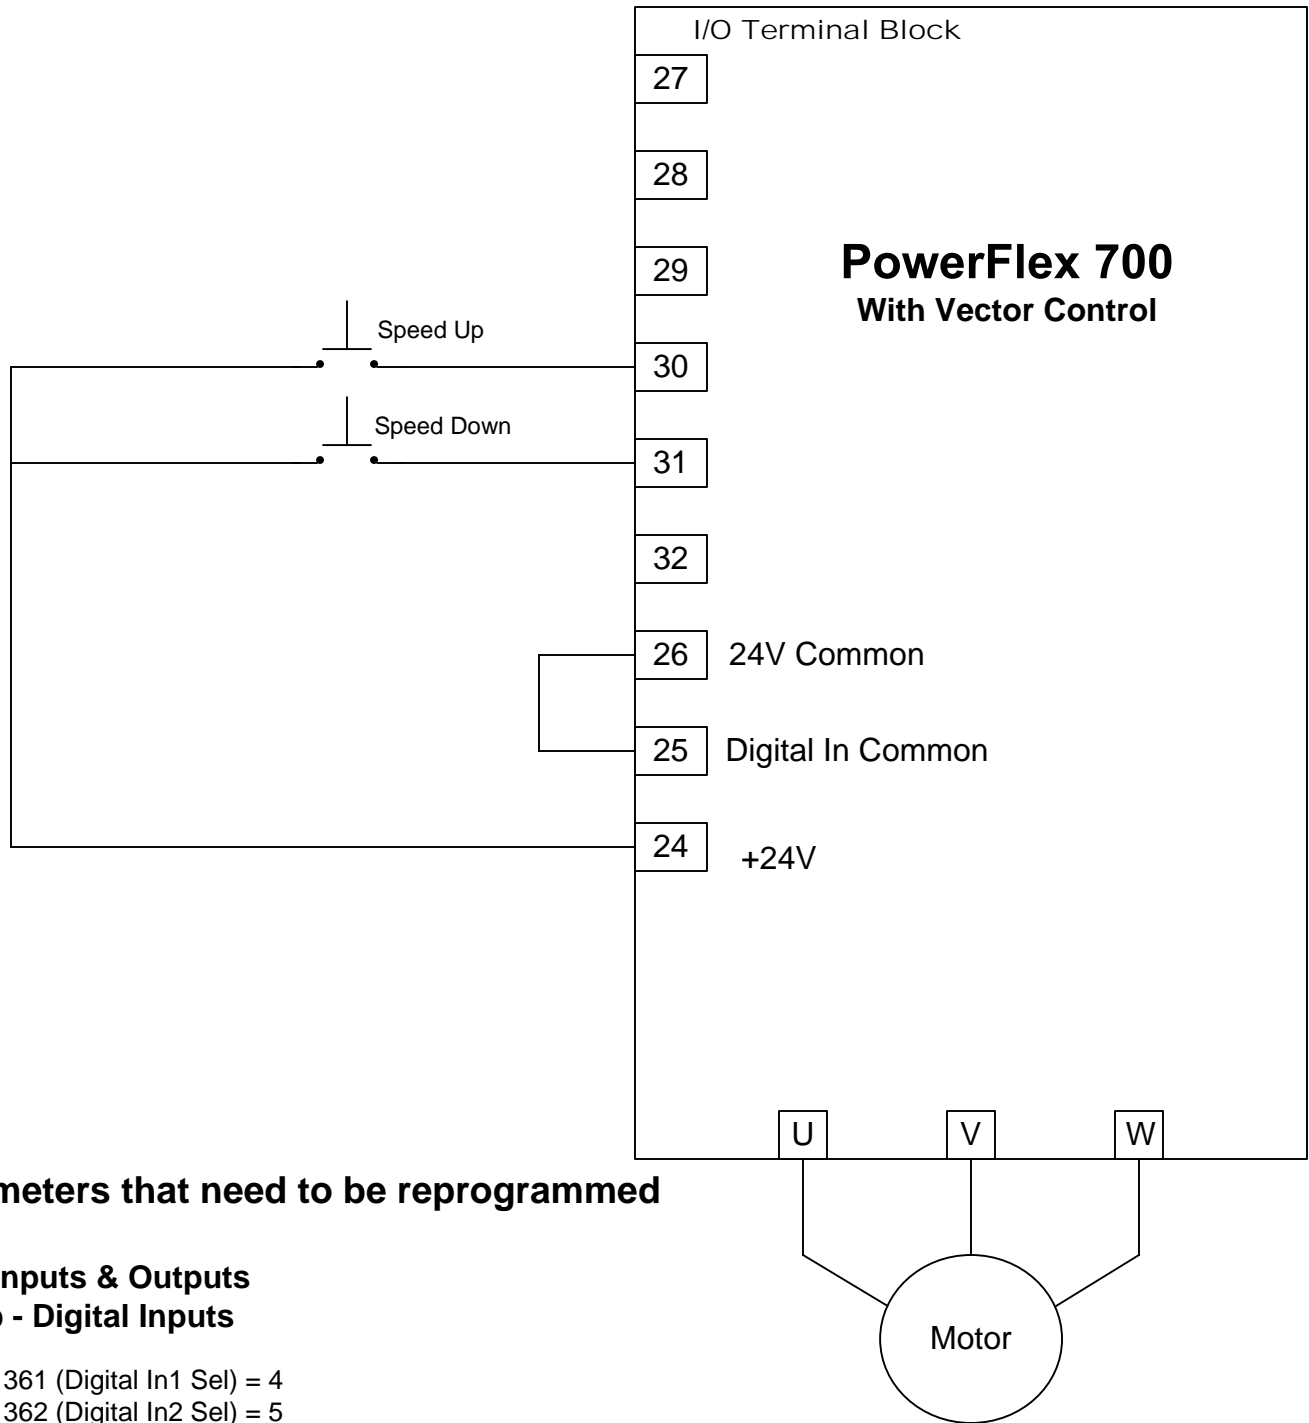 I/O Terminal Block
27
28
29
PowerFlex 700
With Vector Control
Speed Up
30
Speed Down
31
32
26 24V Common
25 Digital In Common
24 +24V
U V W
that need to be reprogrammed
& Outputs
- Digital Inputs
Motor
361 (Digital In1 Sel) = 4
362 (Digital In2 Sel) = 5